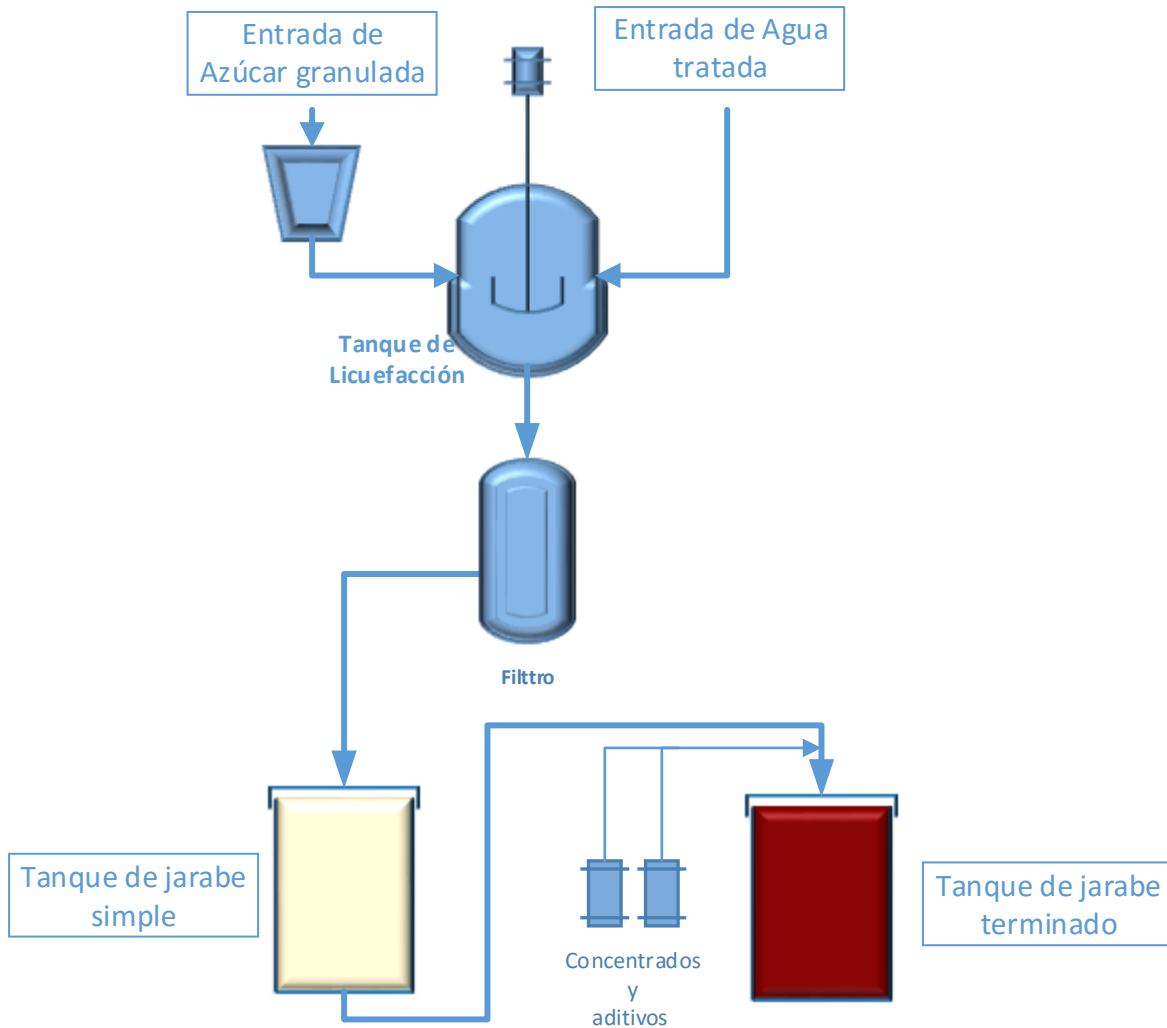 Entrada de
Azúcar granulada
Entrada de Agua
tratada
Tanque de
Licuefacción
Filttro
Tanque de jarabe
simple
Concentrados
y
aditivos
Tanque de jarabe
terminado